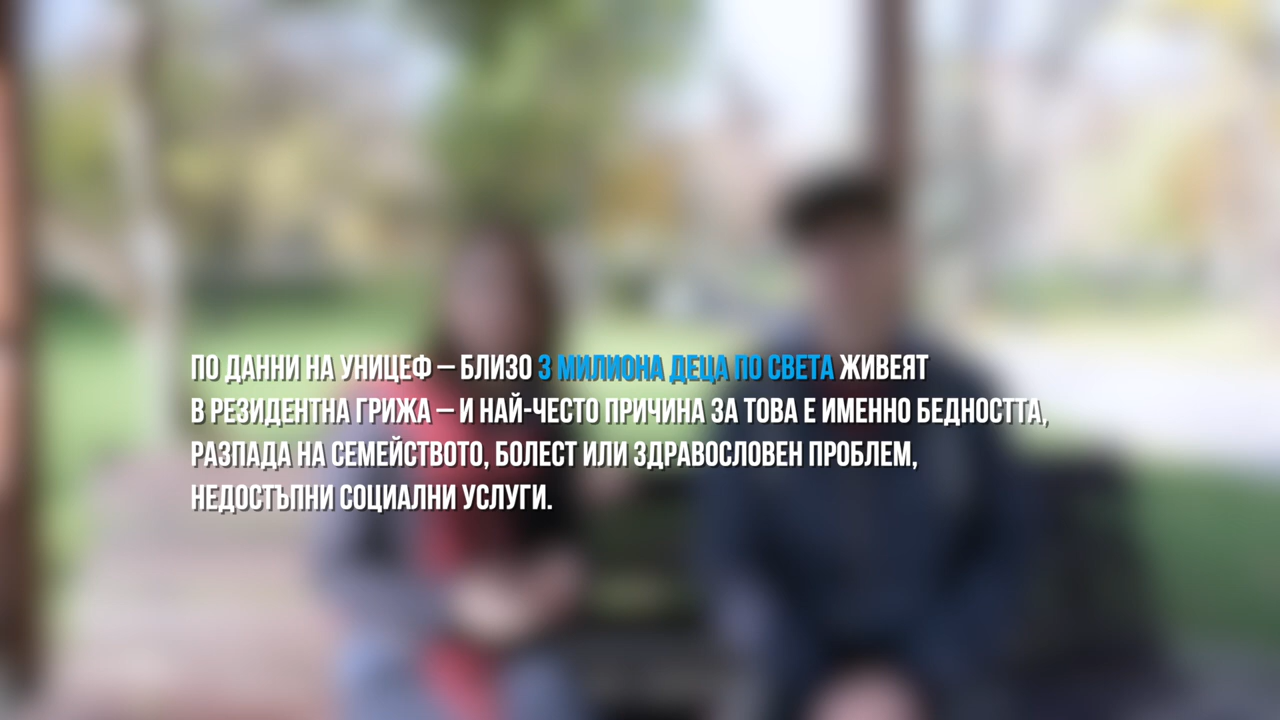 ПО ДАННИ НА УНИЦЕФ – БЛИЗО 3 МИЛИОНА ДЕЦА ПО СВЕТА ЖИВЕЯТ
В РЕЗИДЕНТНА ГРИЖА – И НАЙ-ЧЕСТО ПРИЧИНА ЗА ТОВА Е ИМЕННО БЕДНОСТТА,
РАЗПАДА НА СЕМЕЙСТВОТО, БОЛЕСТ ИЛИ ЗДРАВОСЛОВЕН ПРОБЛЕМ,
НЕДОСТЪПНИ СОЦИАЛНИ УСЛУГИ.